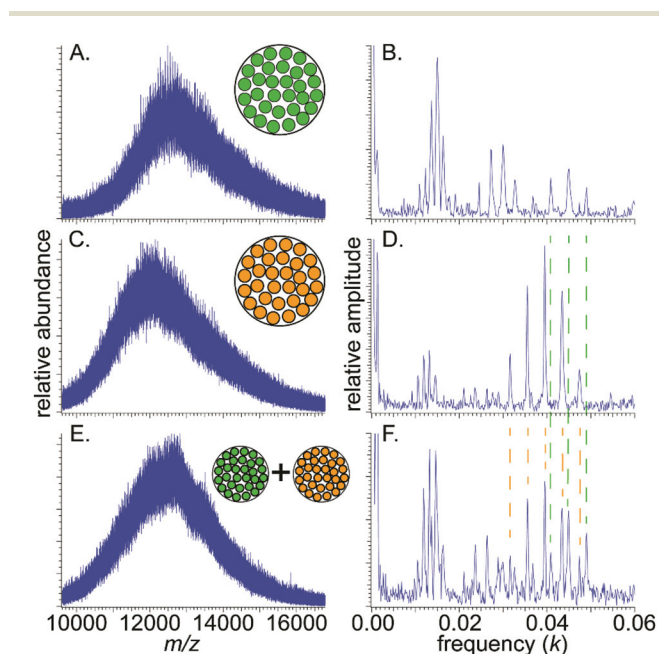 A.
B.
C.
D.
E.
F.
+
relative abundance
relative amplitude
10000 12000 14000 16000
m/z
0.00 0.02 0.04 0.06
frequency (k)